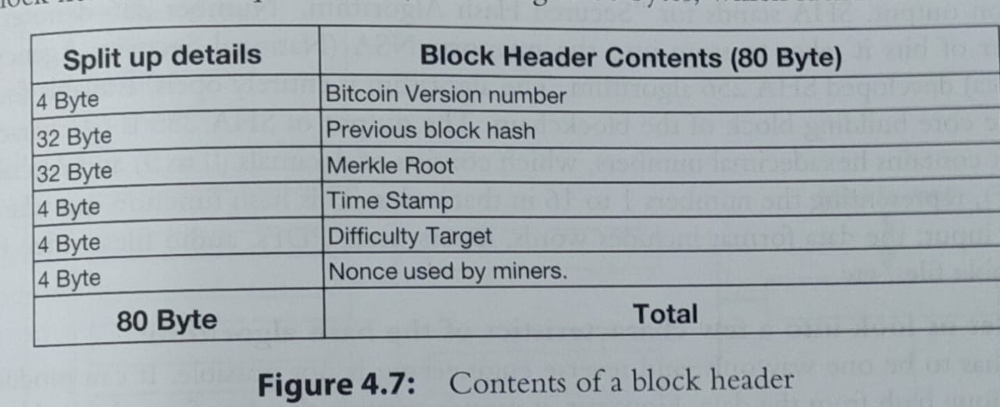 Split up details Block Header Contents (80 Byte)
4 Byte Bitcoin Version number
32 Byte Previous block hash
32 Byte Merkle Root
4 Byte Time Stamp
4 Byte Difficulty Target
4 Byte Nonce used by miners.
80 Byte Total
Figure 4.7: Contents of a block header